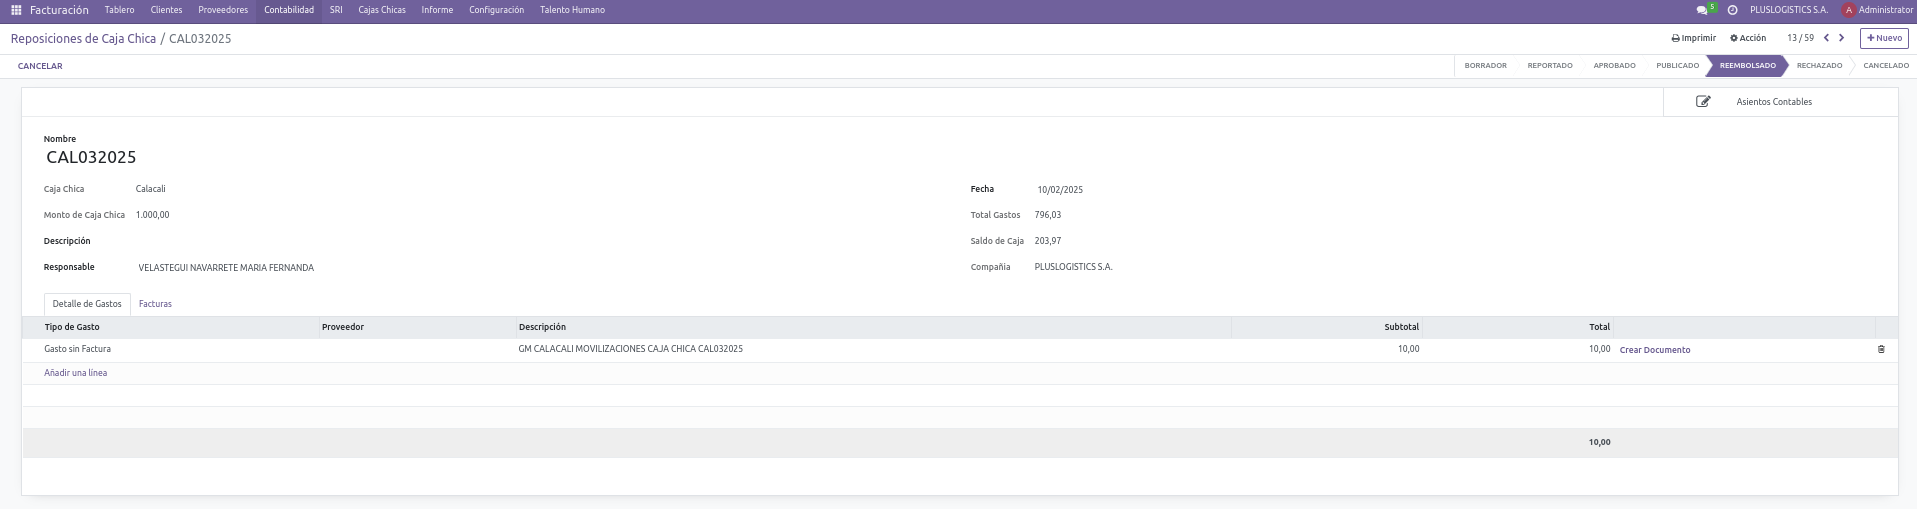 Facturación Tablero Clientes Proveedores Contabilidad SRI Cajas Chicas Informe Configuración Talento Humano 5 PLUSLOGISTICS S.A. A Administrator
Reposiciones de Caja Chica / CAL032025 Imprimir Acción 13 / 59 + Nuevo
CANCELAR BORRADOR REPORTADO APROBADO PUBLICADO REEMBOLSADO RECHAZADO CANCELADO
Asientos Contables
Nombre
CAL032025
Caja Chica Calacali Fecha 10/02/2025
Monto de Caja Chica 1.000,00 Total Gastos 796,03
Descripción Saldo de Caja 203,97
Responsable VELASTEGUI NAVARRETE MARIA FERNANDA Compañia PLUSLOGISTICS S.A.
Detalle de Gastos Facturas
Tipo de Gasto Proveedor Descripción Subtotal Total
Gasto sin Factura GM CALACALI MOVILIZACIONES CAJA CHICA CAL032025 10,00 10,00 Crear Documento
Añadir una línea
10,00